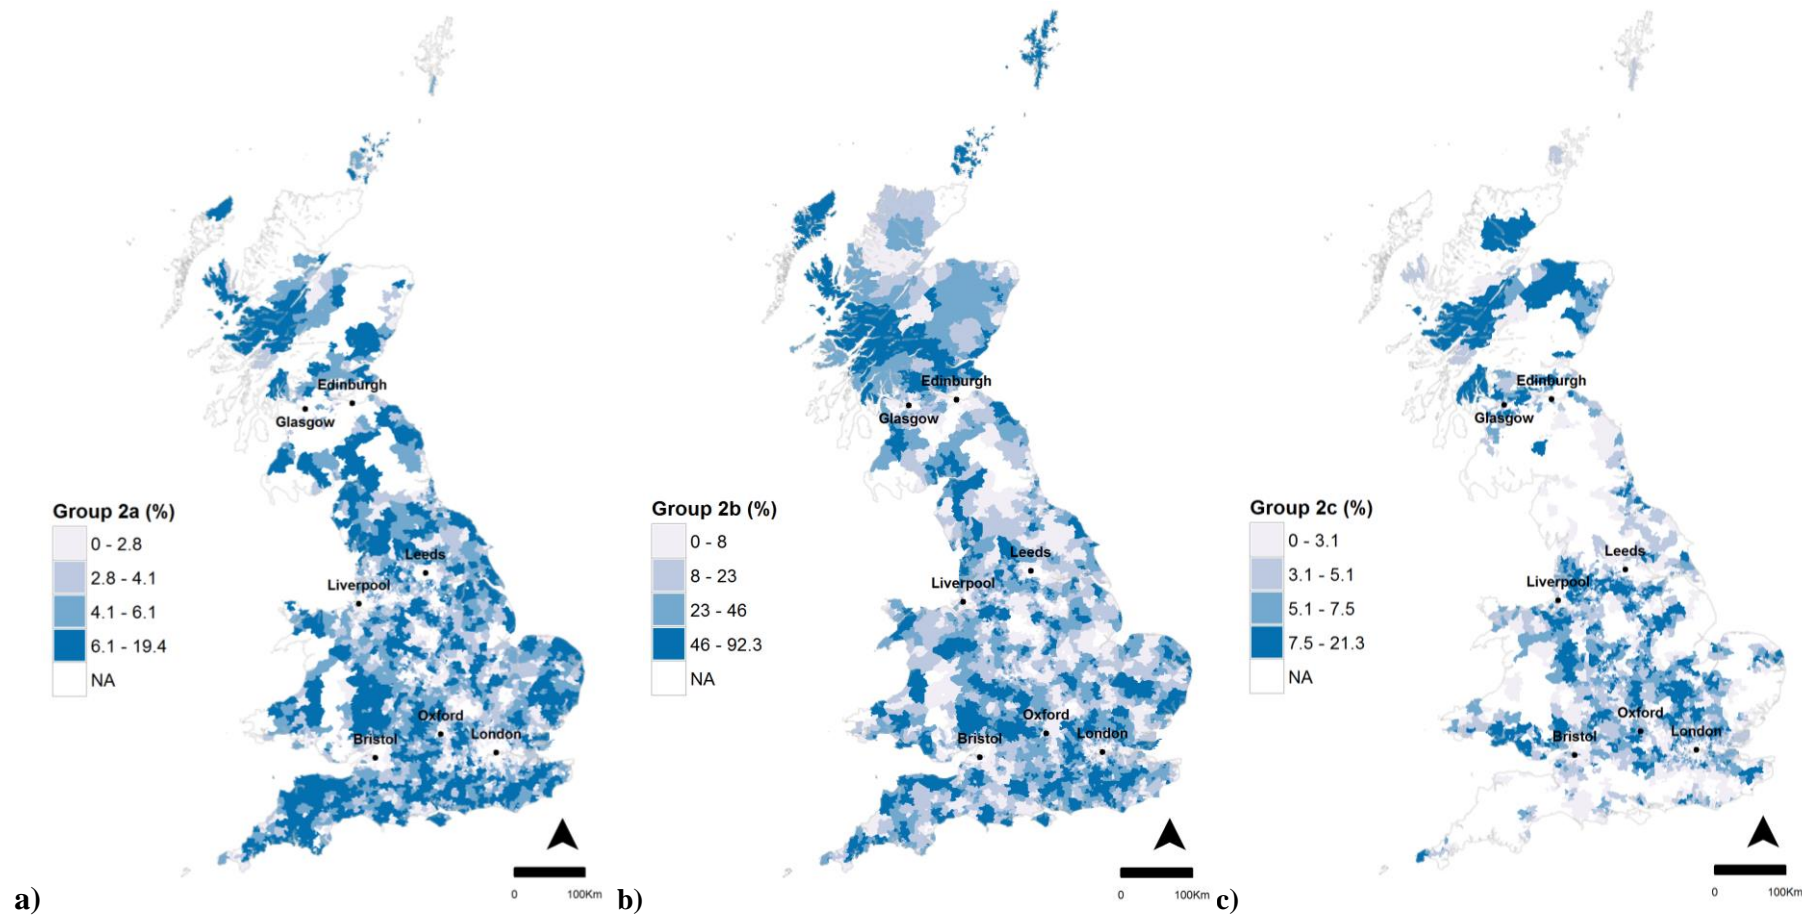 Edinburgh
Glasgow
Group 2a (%)
0 - 2.8
2.8 - 4.1
4.1 - 6.1
6.1 - 19.4
NA
Leeds
Liverpool
Oxford
London
Bristol
0 100Km
a)
Edinburgh
Glasgow
Group 2b (%)
0 - 8
8 - 23
23 - 46
46 - 92.3
NA
Leeds
Liverpool
Oxford
London
Bristol
0 100Km
b)
Edinburgh
Glasgow
Group 2c (%)
0 - 3.1
3.1 - 5.1
5.1 - 7.5
7.5 - 21.3
NA
Leeds
Liverpool
Oxford
London
Bristol
0 100Km
c)